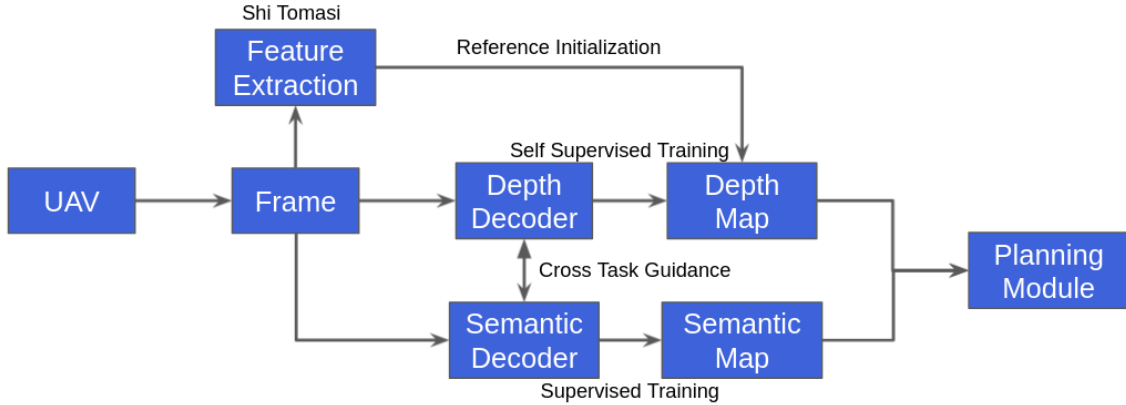 Shi Tomasi
Feature
Extraction
Reference Initialization
Self Supervised Training
UAV
Frame
Depth
Decoder
Depth
Map
Cross Task Guidance
Planning
Module
Semantic
Decoder
Semantic
Map
Supervised Training